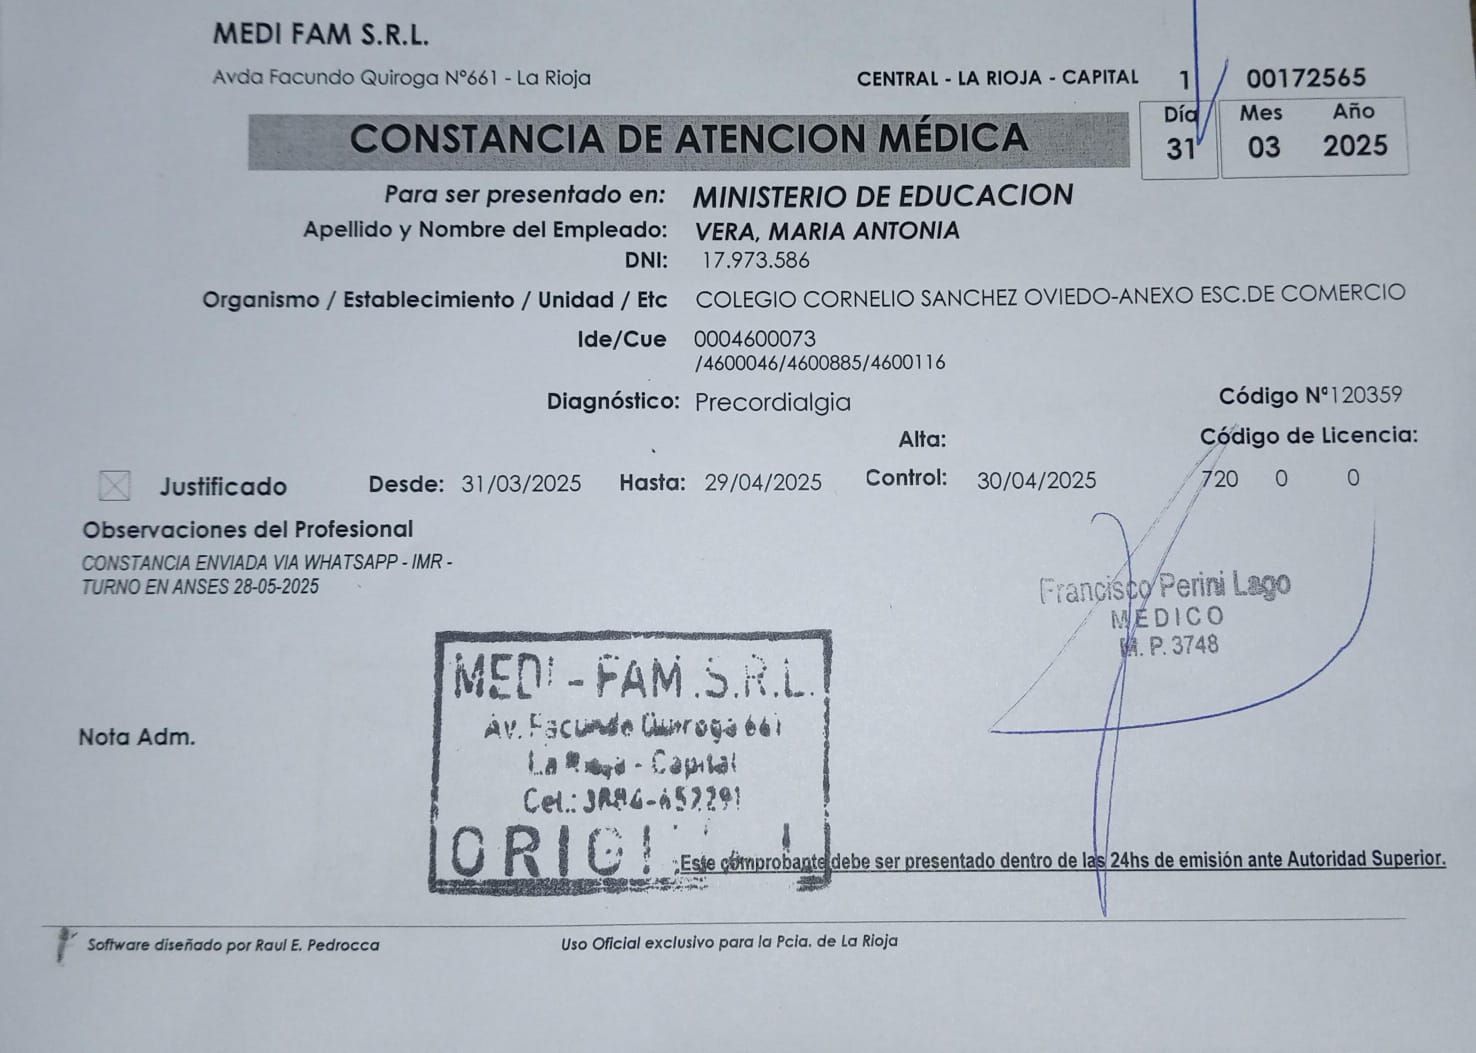 MEDI FAM S.R.L.
Avda Facundo Quiroga Nº661 - La Rioja
CENTRAL - LA RIOJA - CAPITAL 1 00172565
CONSTANCIA DE ATENCION MÉDICA
Día Mes Año
31 03 2025
Para ser presentado en: MINISTERIO DE EDUCACION
Apellido y Nombre del Empleado: VERA, MARIA ANTONIA
DNI: 17.973.586
Organismo / Establecimiento / Unidad / Etc COLEGIO CORNELIO SANCHEZ OVIEDO-ANEXO ESC.DE COMERCIO
Ide/Cue 0004600073
/4600046/4600885/4600116
Diagnóstico: Precordialgia
Código Nº120359
Alta:
Código de Licencia:
Justificado Desde: 31/03/2025 Hasta: 29/04/2025 Control: 30/04/2025 720 0 0
Observaciones del Profesional
CONSTANCIA ENVIADA VIA WHATSAPP - IMR -
TURNO EN ANSES 28-05-2025
Francisco Perini Lago
MEDICO
M. P. 3748
MEDI - FAM .S.R.L.
Av. Facundo Quiroga 661
La Rioja - Capital
Cel.:
Nota Adm.
Este comprobante debe ser presentado dentro de las 24hs de emisión ante Autoridad Superior.
Software diseñado por Raul E. Pedrocca
Uso Oficial exclusivo para la Pcia. de La Rioja